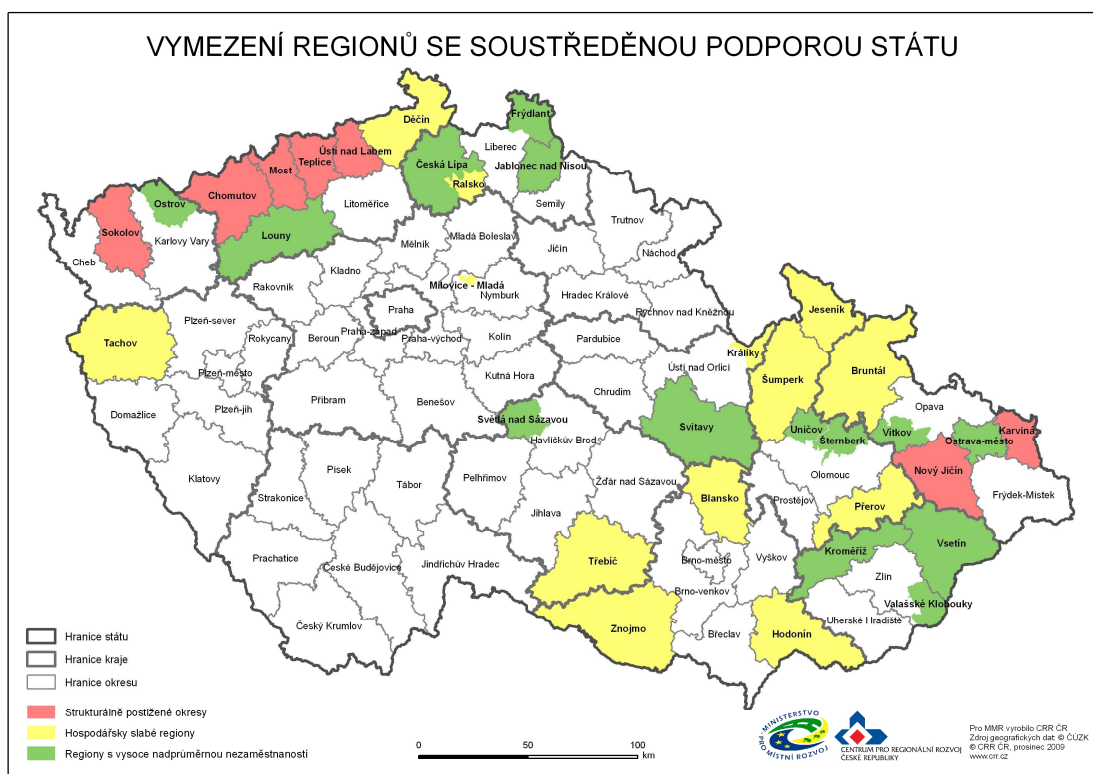 VYMEZENÍ REGIONŮ SE SOUSTŘEDĚNOU PODPOROU STÁTU
Děčín
Frýdlant
Liberec
Ústí nad Labem
Teplice
Most
Česká Lípa
Jablonec nad Nisou
Ralsko
Chomutov
Ostrov
Litoměřice
Semily
Trutnov
Sokolov
Karlovy Vary
Louny
Mělník
Mladá Boleslav
Jičín
Náchod
Cheb
Kladno
Rakovník
Milovice - Mladá
Nymburk
Hradec Králové
Rychnov nad Kněžnou
Praha
Jeseník
Plzeň-sever
Tachov
Rokycany
Beroun
Praha-západ
Praha-východ
Kolín
Pardubice
Králíky
Ústí nad Orlicí
Šumperk
Bruntál
Plzeň-město
Kutná Hora
Chrudim
Opava
Domažlice
Plzeň-jih
Příbram
Benešov
Světlá nad Sázavou
Havlíčkův Brod
Svitavy
Uničov
Šternberk
Vítkov
Ostrava-město
Karviná
Klatovy
Písek
Tábor
Pelhřimov
Žďár nad Sázavou
Olomouc
Nový Jičín
Frýdek-Místek
Strakonice
Jihlava
Blansko
Prostějov
Přerov
Prachatice
České Budějovice
Jindřichův Hradec
Třebíč
Brno-město
Vyškov
Kroměříž
Vsetín
Zlín
Brno-venkov
Valašské Klobouky
Český Krumlov
Znojmo
Břeclav
Hodonín
Hranice státu
Hranice kraje
Hranice okresu
Strukturálně postižené okresy
Hospodářsky slabé regiony
Regiony s vysoce nadprůměrnou nezaměstnaností
0 50 100
km
MINISTERSTVO
PRO MÍSTNÍ ROZVOJ
CENTRUM PRO REGIONÁLNÍ ROZVOJ
ČESKÉ REPUBLIKY
Pro MMR vyrobilo CRR ČR
Zdroj geografických dat: © ČÚZK
© CRR ČR, prosinec 2009
www.crr.cz